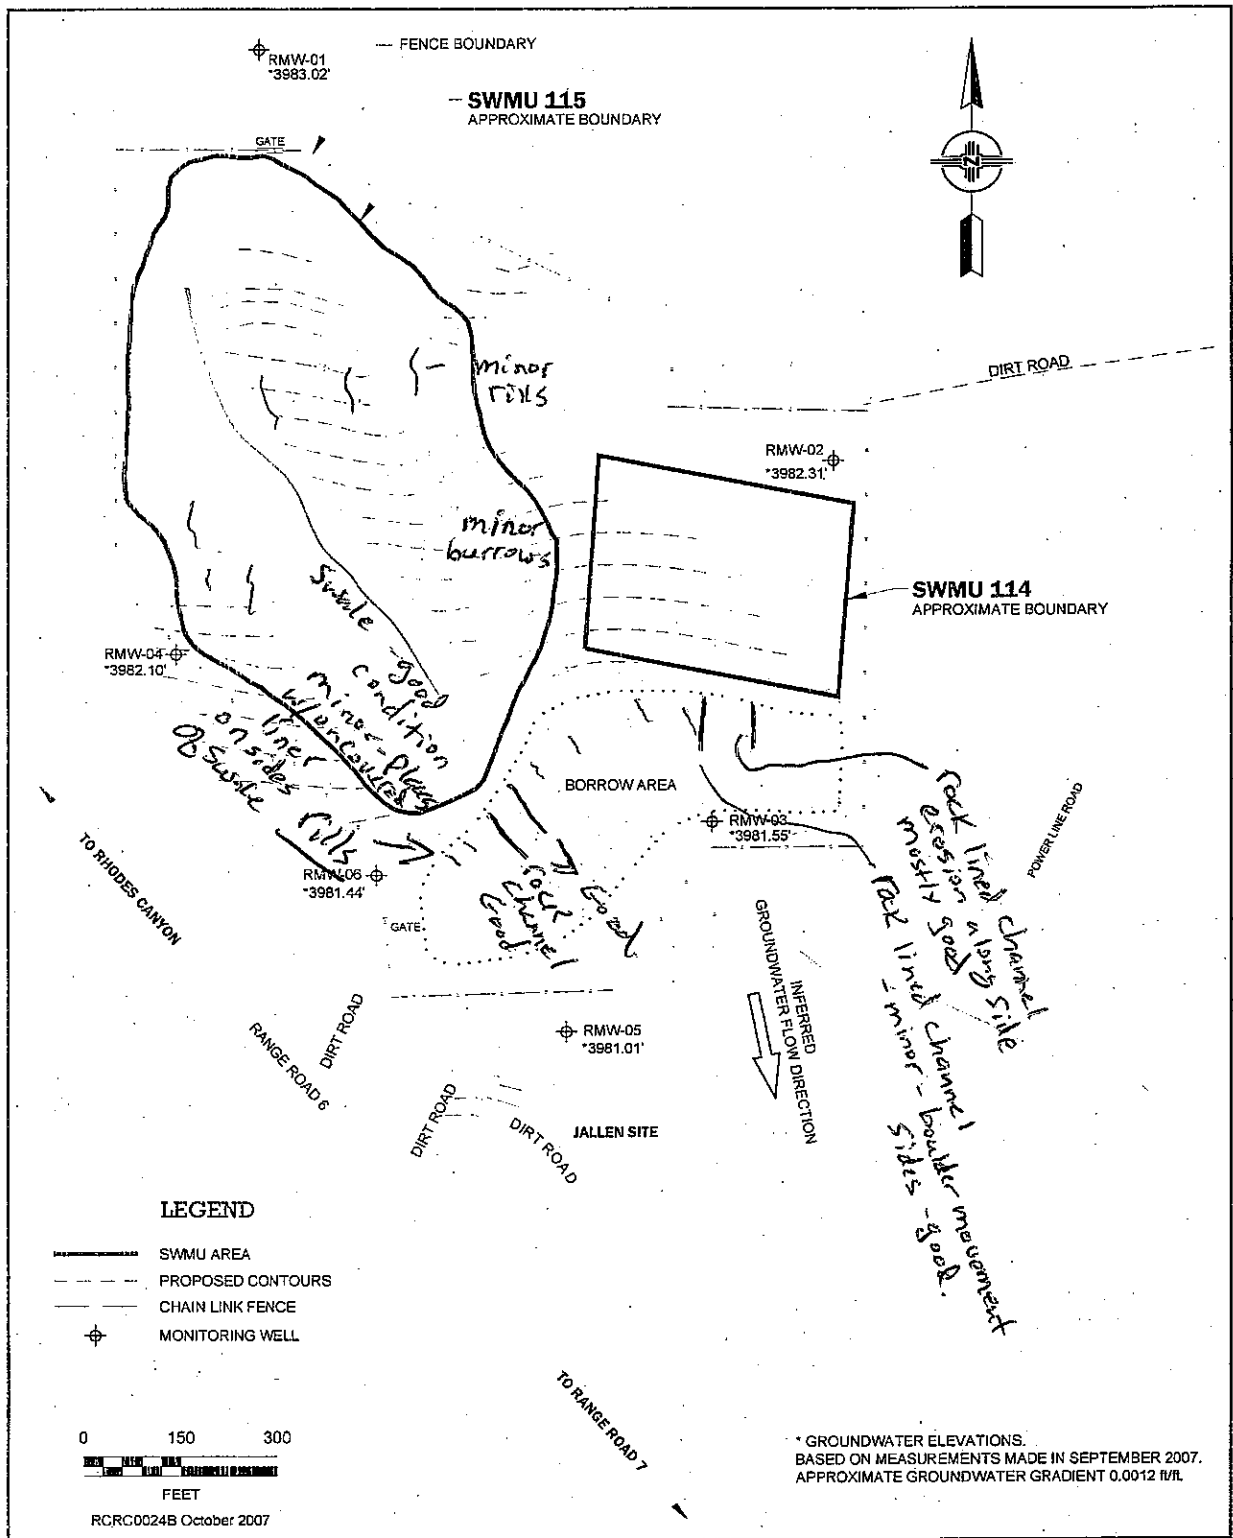 RMW-01
*3983.02'
FENCE BOUNDARY
SWMU 115
APPROXIMATE BOUNDARY
GATE
Z
minor
rills
DIRT ROAD
RMW-02
*3982.31'
minor
burrows
SWMU 114
APPROXIMATE BOUNDARY
RMW-04
*3982.10'
Swale - good
condition
minor - places
w/ uncovered
liner
on sides
of Swale
BORROW AREA
RMW-03
*3981.55'
rills
RMW-06
*3981.44'
GATE
rock
channel
Good
Good
rock lined channel
erosion along side
mostly good
rock lined channel
- minor - boulder movement
sides - good.
POWER LINE ROAD
TO RHODES CANYON
INFERRED
GROUNDWATER FLOW DIRECTION
RANGE ROAD 6
DIRT ROAD
RMW-05
*3981.01'
DIRT ROAD
DIRT ROAD
JALLEN SITE
LEGEND
SWMU AREA
PROPOSED CONTOURS
CHAIN LINK FENCE
MONITORING WELL
TO RANGE ROAD 7
0 150 300
FEET
RCRC0024B October 2007
* GROUNDWATER ELEVATIONS.
BASED ON MEASUREMENTS MADE IN SEPTEMBER 2007.
APPROXIMATE GROUNDWATER GRADIENT 0.0012 ft/ft.